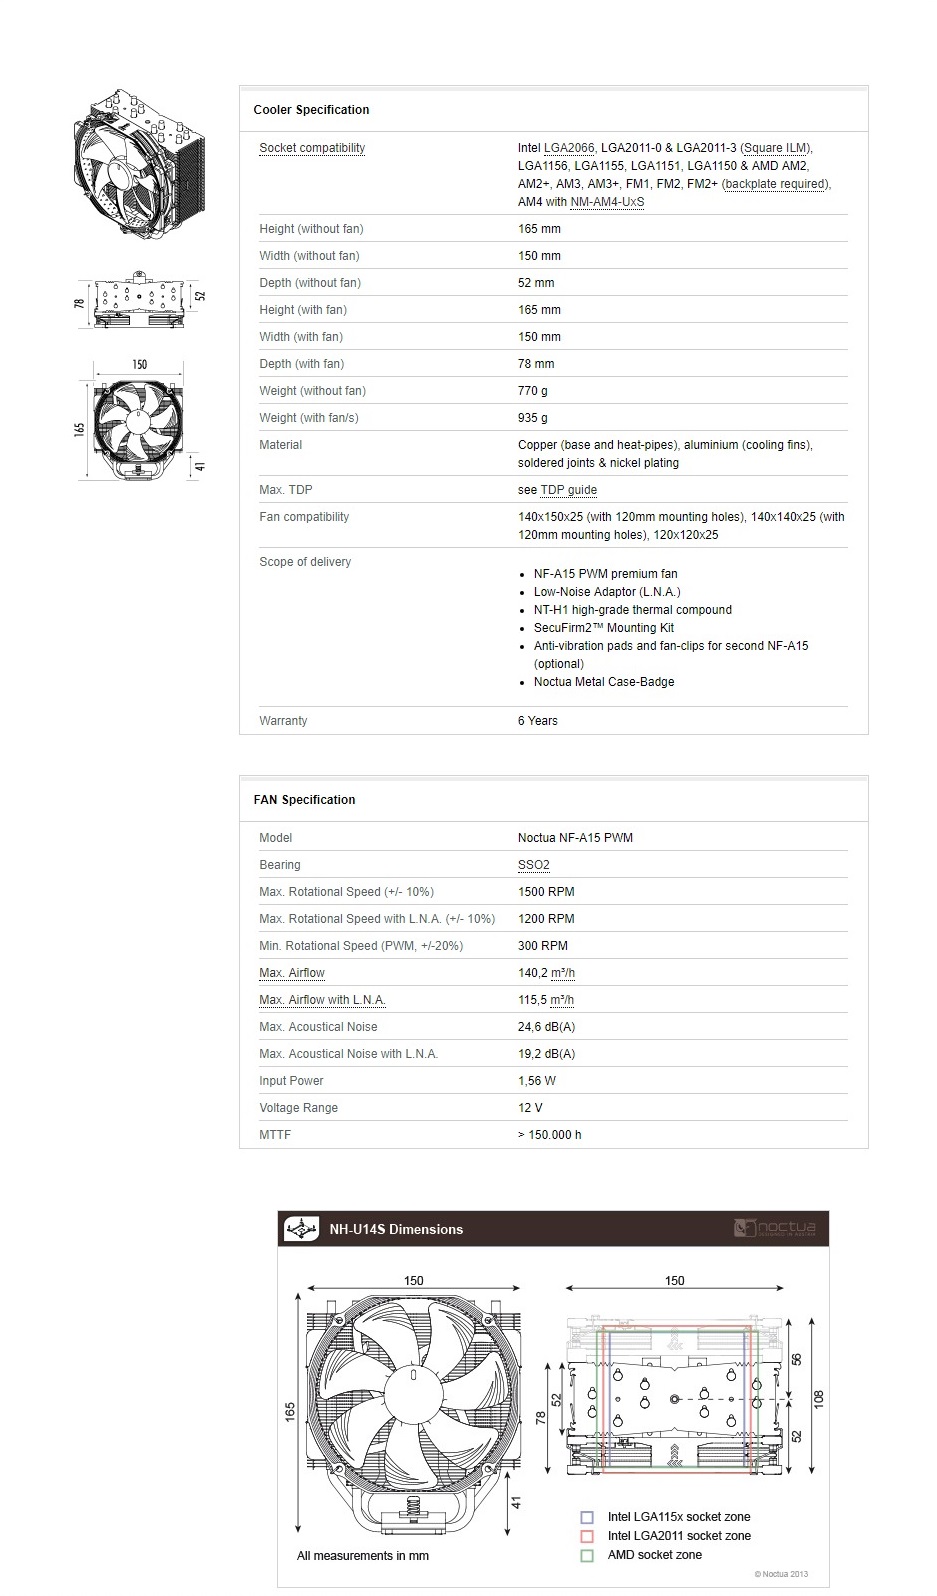 Cooler Specification
Socket compatibility
Intel LGA2066, LGA2011-0 & LGA2011-3 (Square ILM),
LGA1156, LGA1155, LGA1151, LGA1150 & AMD AM2,
AM2+, AM3, AM3+, FM1, FM2, FM2+ (backplate required),
AM4 with NM-AM4-UxS
Height (without fan) 165 mm
Width (without fan) 150 mm
Depth (without fan) 52 mm
Height (with fan) 165 mm
Width (with fan) 150 mm
Depth (with fan) 78 mm
Weight (without fan) 770 g
Weight (with fan/s) 935 g
Material Copper (base and heat-pipes), aluminium (cooling fins),
soldered joints & nickel plating
Max. TDP see TDP guide
Fan compatibility 140x150x25 (with 120mm mounting holes), 140x140x25 (with
120mm mounting holes), 120x120x25
Scope of delivery
• NF-A15 PWM premium fan
• Low-Noise Adaptor (L.N.A.)
• NT-H1 high-grade thermal compound
• SecuFirm2™ Mounting Kit
• Anti-vibration pads and fan-clips for second NF-A15
(optional)
• Noctua Metal Case-Badge
Warranty 6 Years
78
52
150
165
41
FAN Specification
Model Noctua NF-A15 PWM
Bearing SSO2
Max. Rotational Speed (+/- 10%) 1500 RPM
Max. Rotational Speed with L.N.A. (+/- 10%) 1200 RPM
Min. Rotational Speed (PWM, +/-20%) 300 RPM
Max. Airflow 140,2 m³/h
Max. Airflow with L.N.A. 115,5 m³/h
Max. Acoustical Noise 24,6 dB(A)
Max. Acoustical Noise with L.N.A. 19,2 dB(A)
Input Power 1,56 W
Voltage Range 12 V
MTTF > 150.000 h
NH-U14S Dimensions
noctua
DESIGNED IN AUSTRIA
150
165
41
150
78
52
56
52
108
Intel LGA115x socket zone
Intel LGA2011 socket zone
AMD socket zone
All measurements in mm
© Noctua 2013